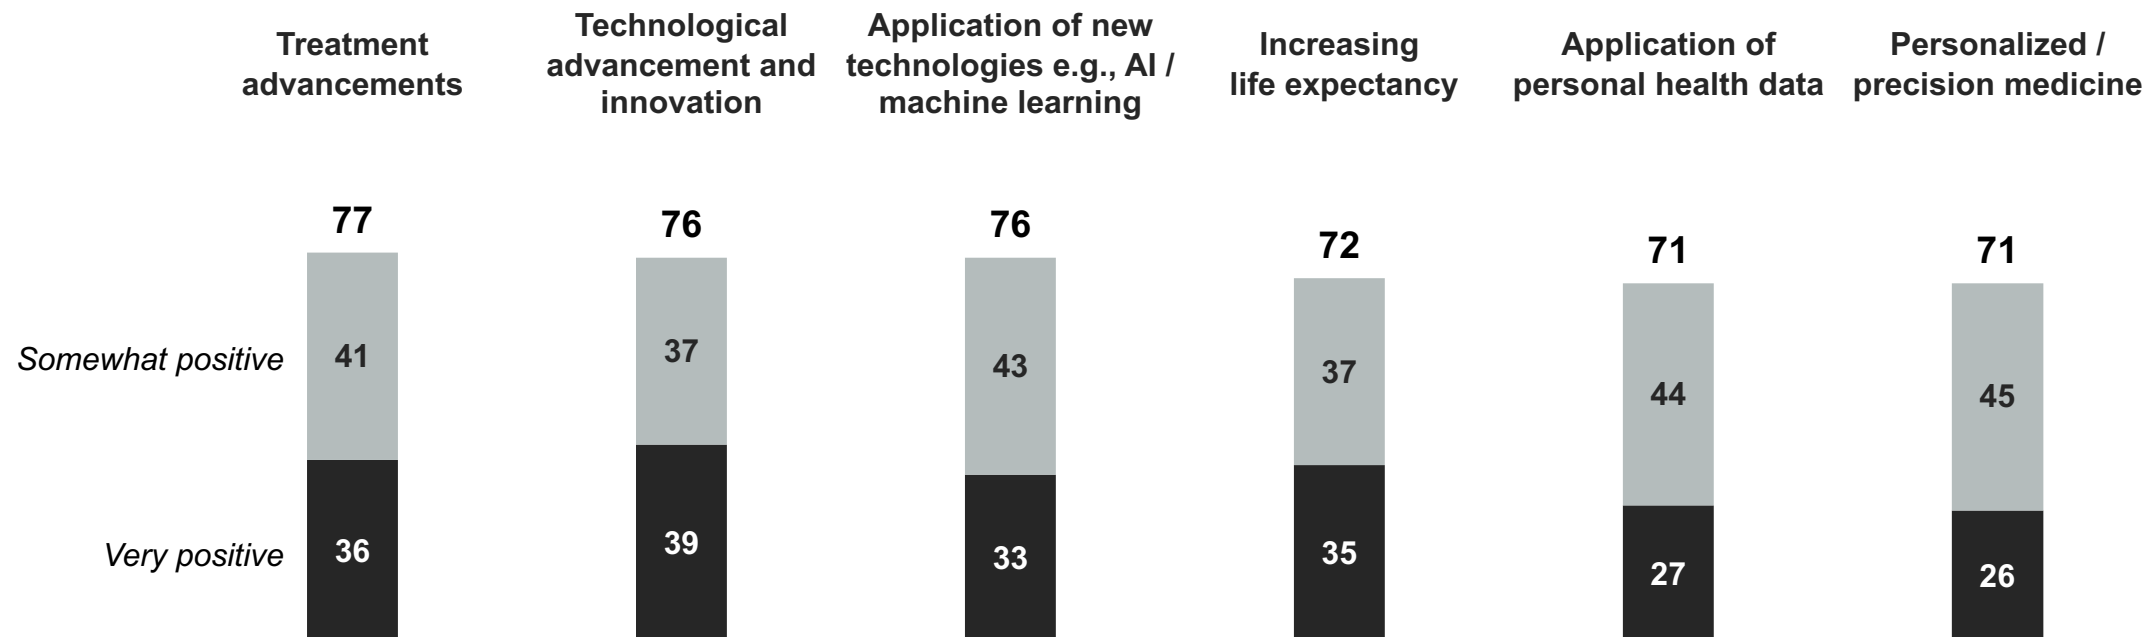 Treatment
advancements
Technological
advancement and
innovation
Application of new
technologies e.g., AI /
machine learning
Increasing
life expectancy
Application of
personal health data
Personalized /
precision medicine
77
76
76
72
71
71
Somewhat positive
41
37
43
37
44
45
Very positive
36
39
33
35
27
26